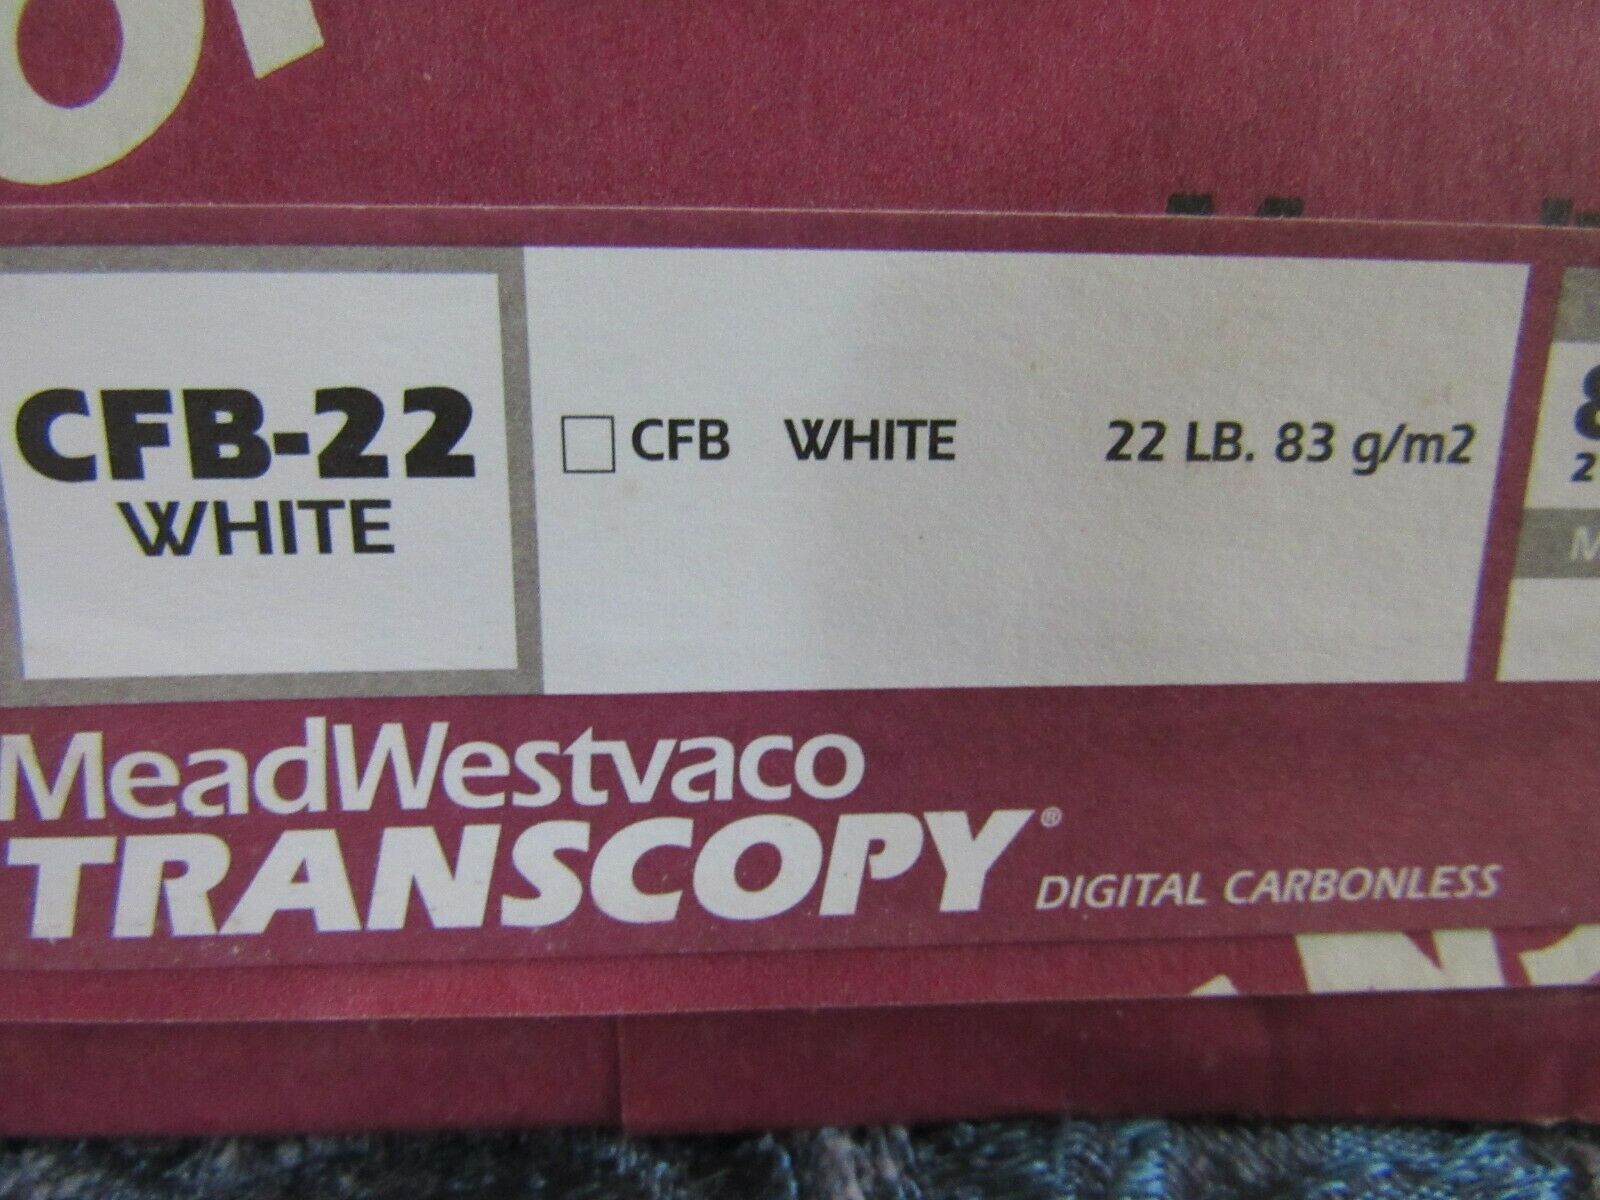 CFB-22
WHITE
CFB WHITE 22 LB. 83 g/m2
MeadWestvaco
TRANSCOPY®
DIGITAL CARBONLESS